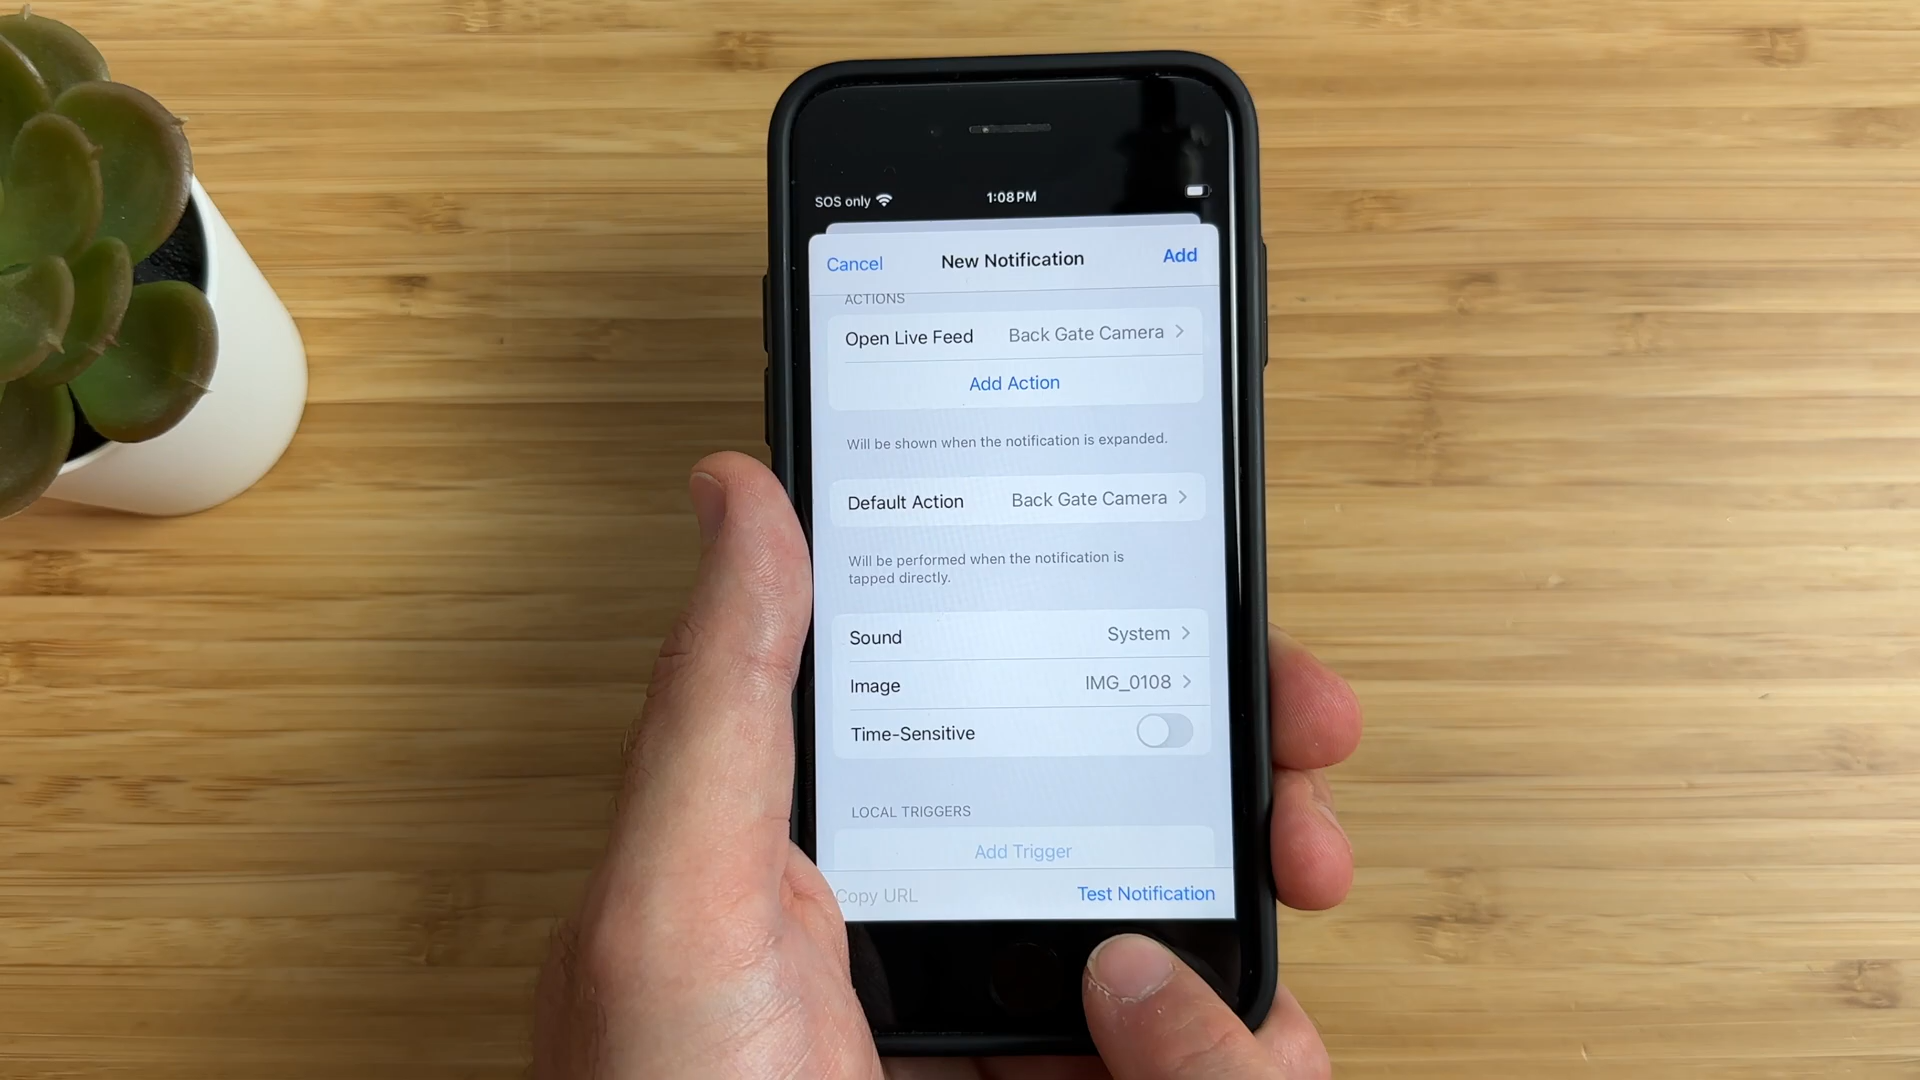 SOS only
1:08 PM
Cancel
New Notification
Add
ACTIONS
Open Live Feed
Back Gate Camera
Add Action
Will be shown when the notification is expanded.
Default Action
Back Gate Camera
Will be performed when the notification is
tapped directly.
Sound
System
Image
IMG_0108
Time-Sensitive
LOCAL TRIGGERS
Add Trigger
Copy URL
Test Notification